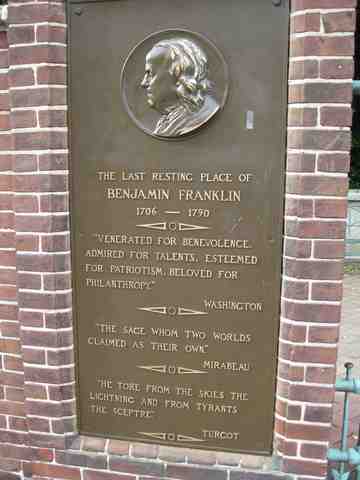 THE LAST RESTING PLACE OF
BENJAMIN FRANKLIN
1706 — 1790
"VENERATED FOR BENEVOLENCE,
ADMIRED FOR TALENTS, ESTEEMED
FOR PATRIOTISM, BELOVED FOR
PHILANTHROPY."
WASHINGTON
"THE SAGE WHOM TWO WORLDS
CLAIMED AS THEIR OWN"
MIRABEAU
"HE TORE FROM THE SKIES THE
LIGHTNING AND FROM TYRANTS
THE SCEPTRE"
TURGOT